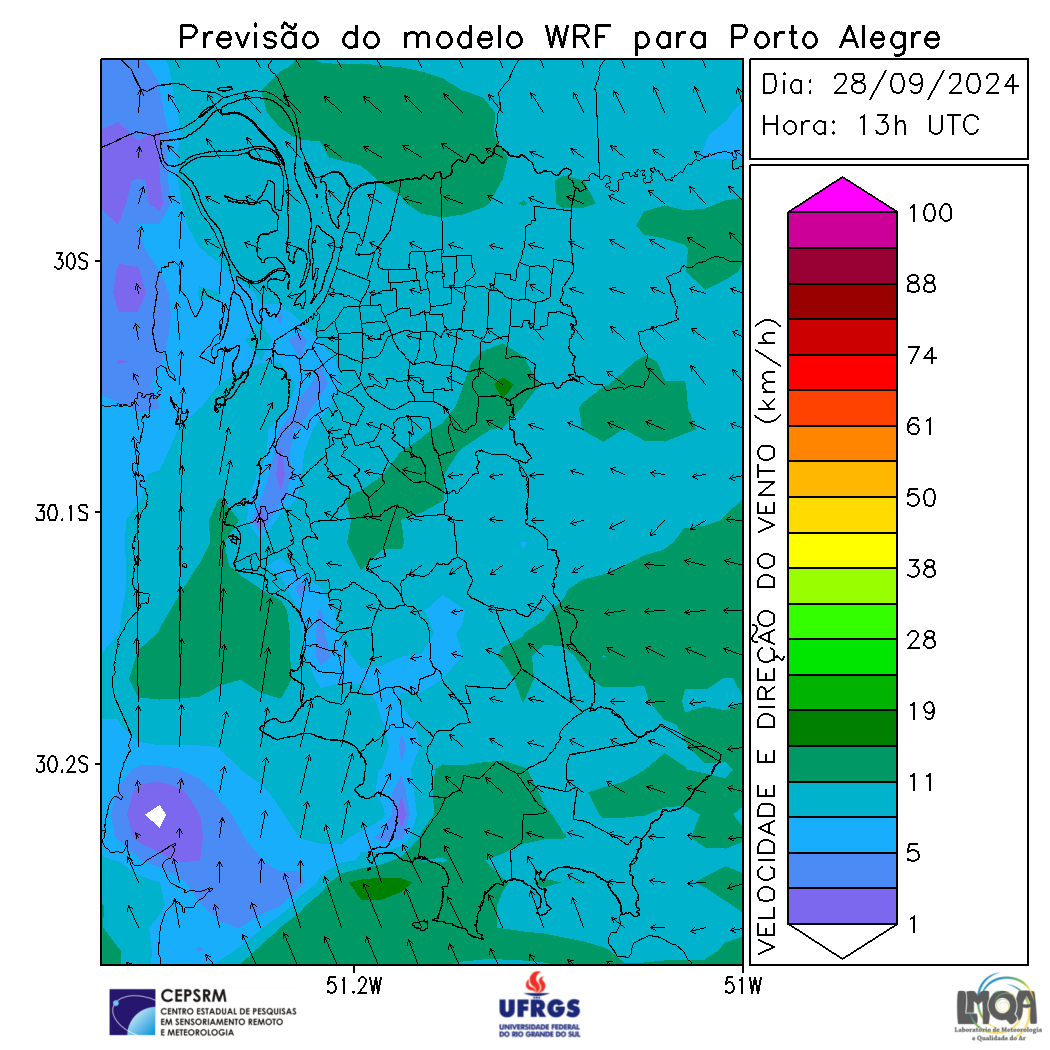 Previsão do modelo WRF para Porto Alegre
Dia: 28/09/2024
Hora: 13h UTC
30S
30.1S
30.2S
51.2W
51W
VELOCIDADE E DIREÇÃO DO VENTO (km/h)
100
88
74
61
50
38
28
19
11
5
1
CEPSRM
CENTRO ESTADUAL DE PESQUISAS
EM SENSORIAMENTO REMOTO
E METEOROLOGIA
UFRGS
UNIVERSIDADE FEDERAL
DO RIO GRANDE DO SUL
LMQA
Laboratório de Meteorologia
e Qualidade do Ar